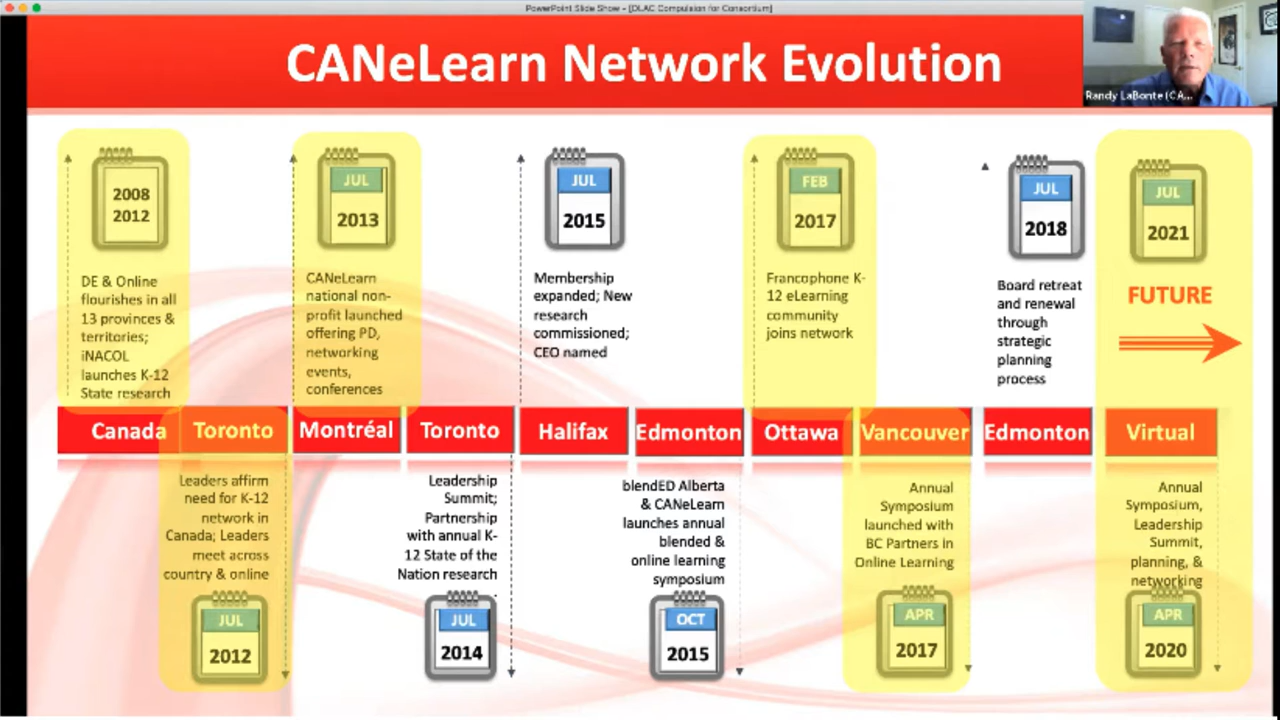 PowerPoint Slide Show - [DLAC Compulsion for Consortium]
CANeLearn Network Evolution
Randy LaBonte (CA...
2008
2012
DE & Online
flourishes in all
13 provinces &
territories;
iNACOL
launches K-12
State research
JUL
2013
CANeLearn
national non-
profit launched
offering PD,
networking
events,
conferences
JUL
2015
Membership
expanded; New
research
commissioned;
CEO named
FEB
2017
Francophone K-
12 eLearning
community
joins network
JUL
2018
Board retreat
and renewal
through
strategic
planning
process
JUL
2021
FUTURE
Canada
Toronto
Montréal
Toronto
Halifax
Edmonton
Ottawa
Vancouver
Edmonton
Virtual
Leaders affirm
need for K-12
network in
Canada; Leaders
meet across
country & online
JUL
2012
Leadership
Summit;
Partnership
with annual K-
12 State of the
Nation research
.
JUL
2014
blendED Alberta
& CANeLearn
launches annual
blended &
online learning
symposium
OCT
2015
Annual
Symposium
launched with
BC Partners in
Online Learning
APR
2017
Annual
Symposium,
Leadership
Summit,
planning, &
networking
APR
2020